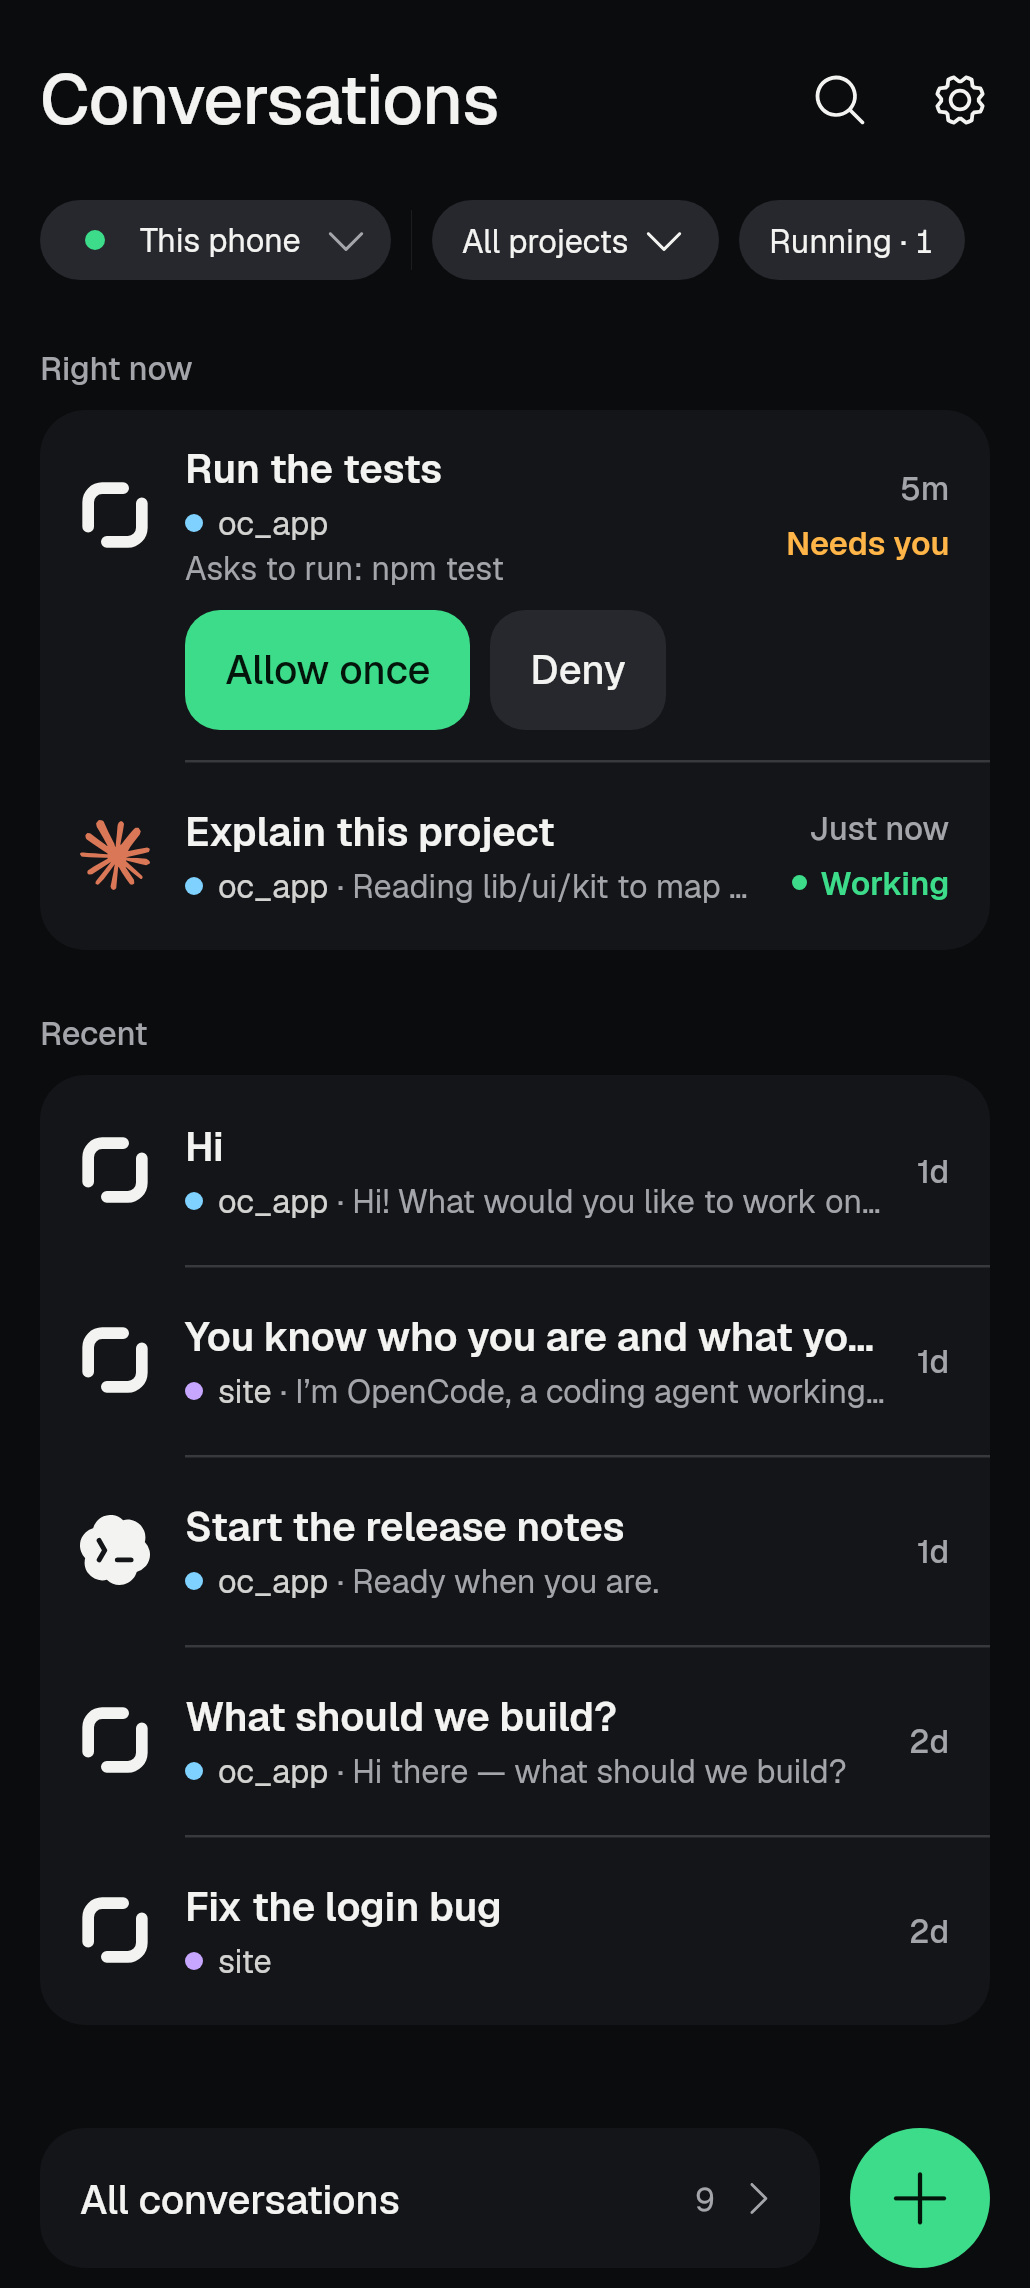 Conversations
This phone
All projects
Running · 1
Right now
Run the tests
5m
oc_app
Needs you
Asks to run: npm test
Allow once
Deny
Explain this project
Just now
oc_app · Reading lib/ui/kit to map ...
Working
Recent
Hi
oc_app · Hi! What would you like to work on...
1d
You know who you are and what yo...
site · I’m OpenCode, a coding agent working...
1d
Start the release notes
oc_app · Ready when you are.
1d
What should we build?
oc_app · Hi there — what should we build?
2d
Fix the login bug
site
2d
All conversations
9